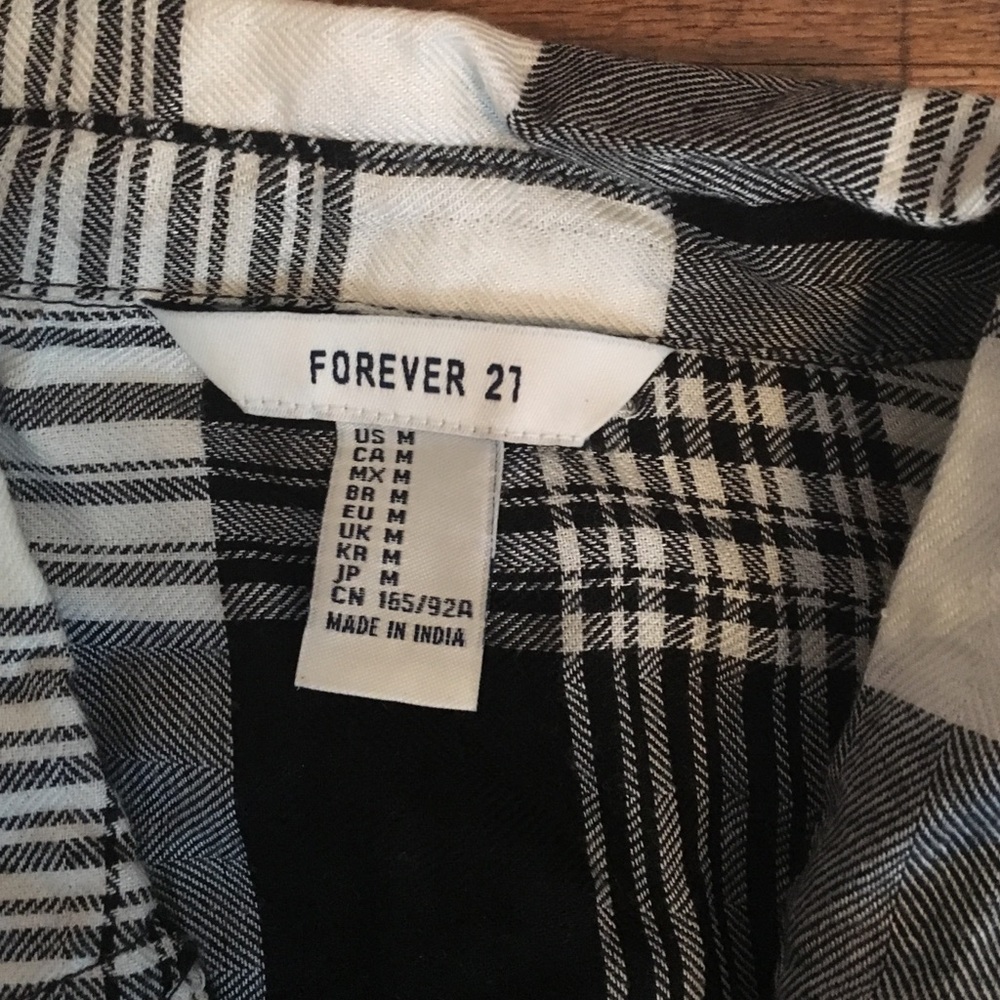 FOREVER 21
US M
CA M
MX M
BR M
EU M
UK M
KR M
JP M
CN 165/92A
MADE IN INDIA